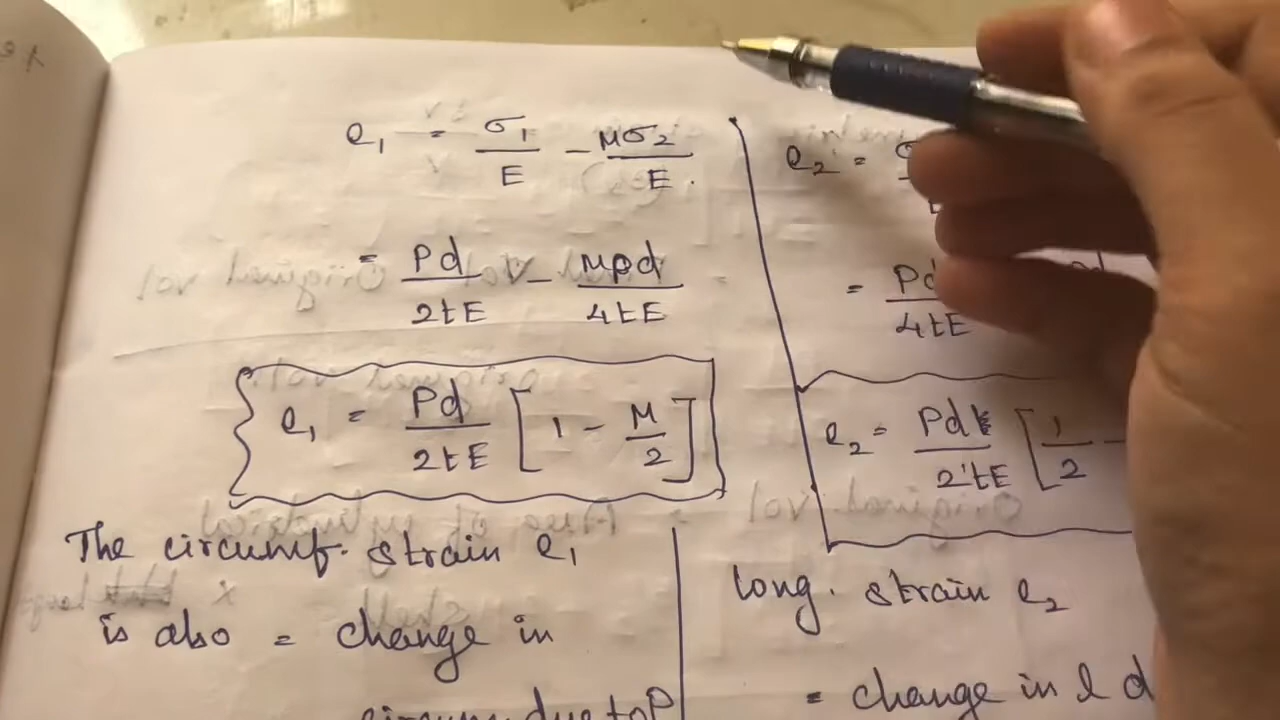 e₁ = σ₁/E - μσ₂/E.
= Pd/2tE - μpd/4tE
e₁ = Pd/2tE [1 - μ/2]
The circumf. strain e₁
is also = change in
e₂ =
= Pd/4tE
e₂ = Pd/2tE [1/2 -
long. strain e₂
= change in l d